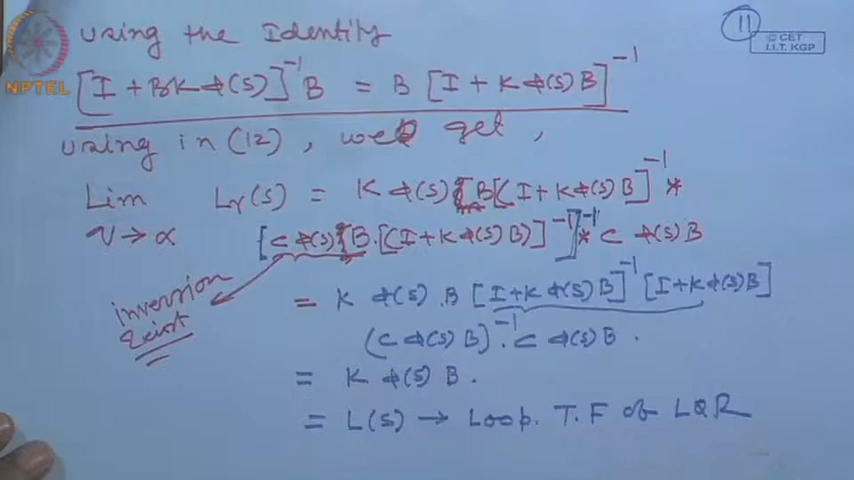 using the Identity
11
© CET
I.I.T. KGP
NPTEL
[I + BKΦ(s)]⁻¹B = B [I + KΦ(s)B]⁻¹
using in (12), we get,
Lim Lr(s) = KΦ(s)[B[(I+KΦ(s)B]⁻¹*
ν→α [CΦ(s)[B.[(I+KΦ(s)B)]⁻¹]⁻¹* CΦ(s)B
inversion
Exist
= KΦ(s).B [I+KΦ(s)B]⁻¹[I+KΦ(s)B]
(CΦ(s)B)⁻¹.CΦ(s)B.
= KΦ(s)B.
= L(s) → Loop. T.F of LQR